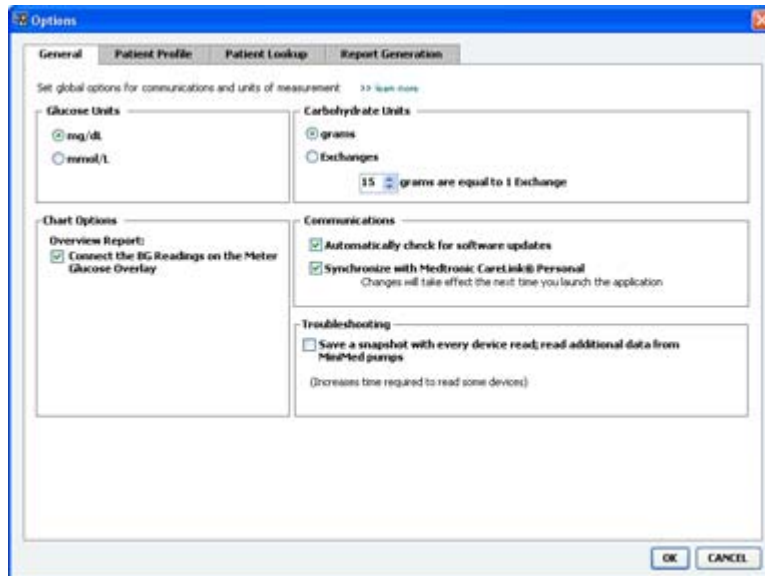 Options
General
Patient Profile
Patient Lookup
Report Generation
Set global options for communications and units of measurement >> learn more
Glucose Units
mg/dL
mmol/L
Carbohydrate Units
grams
Exchanges
15 grams are equal to 1 Exchange
Chart Options
Overview Report:
Connect the BG Readings on the Meter
Glucose Overlay
Communications
Automatically check for software updates
Synchronize with Medtronic CareLink® Personal
Changes will take effect the next time you launch the application
Troubleshooting
Save a snapshot with every device read; read additional data from
MiniMed pumps
(Increases time required to read some devices)
OK
CANCEL